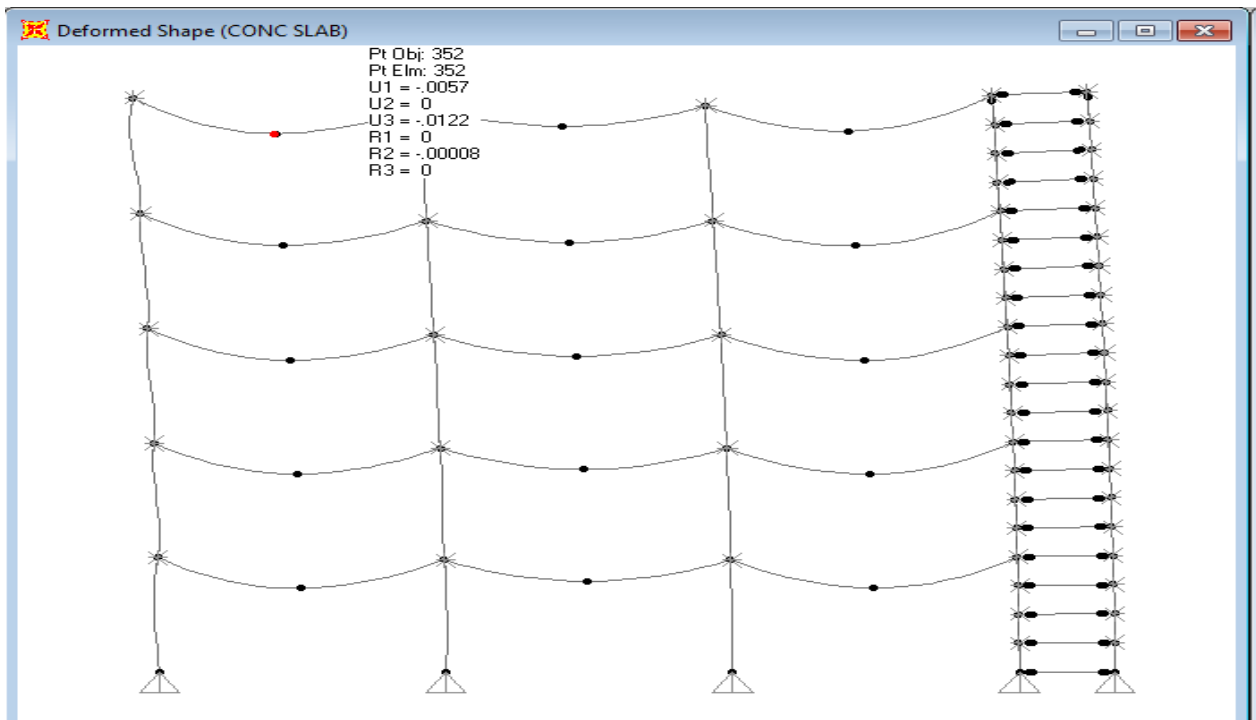 Deformed Shape (CONC SLAB)
Pt Obj: 352
Pt Elm: 352
U1 = -.0057
U2 = 0
U3 = -.0122
R1 = 0
R2 = -.00008
R3 = 0